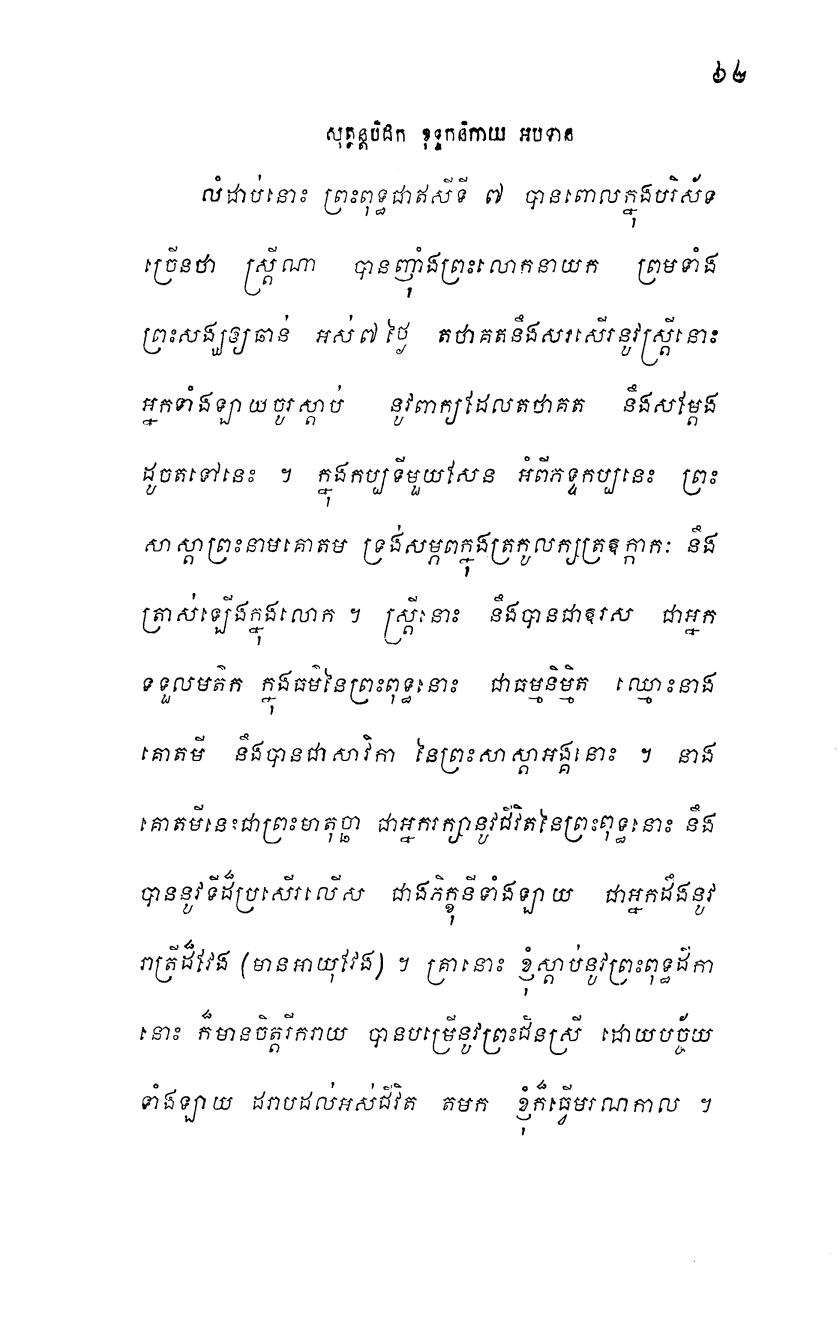 ៦៤
សុត្តន្តបិដក ខុទ្ទកនិកាយ អបទាន
លំដាប់នោះ ព្រះពុទ្ធជាឥសីទី ៧ បានពោលក្នុងបរិស័ទ
ច្រើនថា ស្រ្តីណា បានញ៉ាំងព្រះលោកនាយក ព្រមទាំង
ព្រះសង្ឃឲ្យឆាន់ អស់៧ថ្ងៃ តថាគតនឹងសរសើរនូវស្រ្តីនោះ
អ្នកទាំងឡាយចូរស្តាប់ នូវពាក្យដែលតថាគត នឹងសម្តែង
ដូចតទៅនេះ ។ ក្នុងកប្បទីមួយសែន អំពីភទ្ទកប្បនេះ ព្រះ
សាស្តាព្រះនាមគោតម ទ្រង់សម្ភពក្នុងត្រកូលក្សត្រឧក្កាកៈ នឹង
ត្រាស់ឡើងក្នុងលោក ។ ស្រ្តីនោះ នឹងបានជាឱរស ជាអ្នក
ទទួលមត៌ក ក្នុងធម៌នៃព្រះពុទ្ធនោះ ជាធម្មនិម្មិត ឈ្មោះនាង
គោតមី នឹងបានជាសាវិកា នៃព្រះសាស្តាអង្គនោះ ។ នាង
គោតមីនេះជាព្រះមាតុច្ឆា ជាអ្នករក្សានូវជីវិតនៃព្រះពុទ្ធនោះ នឹង
បាននូវទីដ៏ប្រសើរលើស ជាងភិក្ខុនីទាំងឡាយ ជាអ្នកដឹងនូវ
រាត្រីដ៏វែង (មានអាយុវែង) ។ គ្រានោះ ខ្ញុំស្តាប់នូវព្រះពុទ្ធដីកា
នោះ ក៏មានចិត្តរីករាយ បានបម្រើនូវព្រះជិនស្រី ដោយបច្ច័យ
ទាំងឡាយ ដរាបដល់អស់ជីវិត តមក ខ្ញុំក៏ធ្វើមរណកាល ។